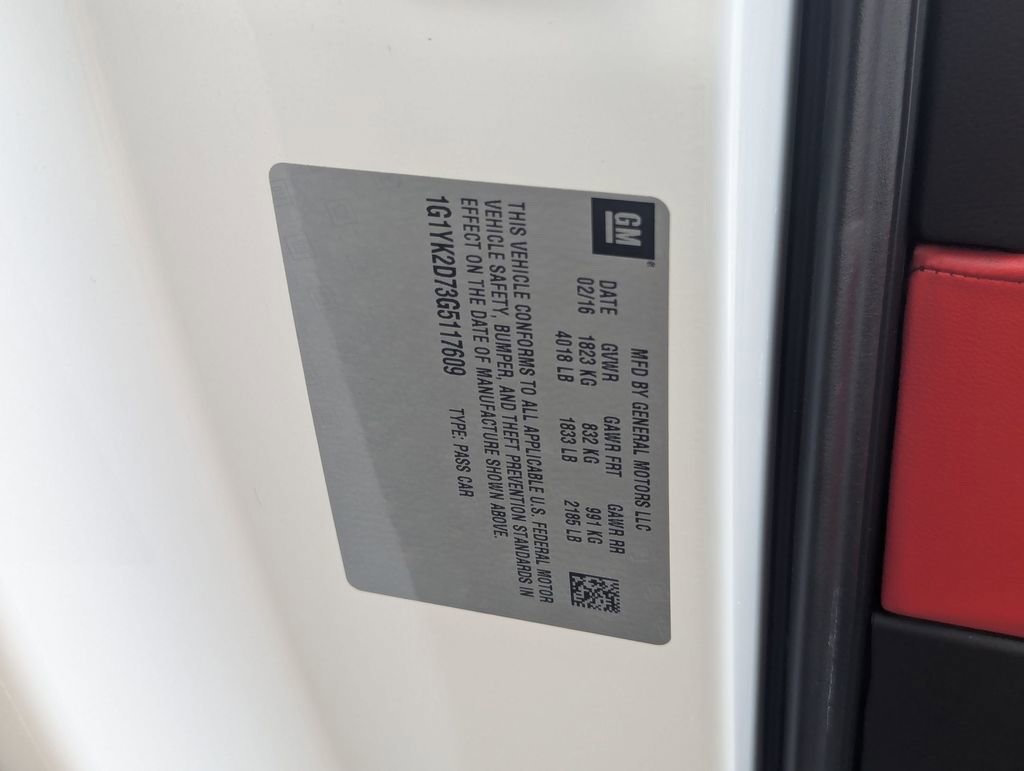 GM®
MFD BY GENERAL MOTORS LLC
DATE GVWR GAWR FRT GAWR RR
02/16 1823 KG 832 KG 991 KG
4018 LB 1833 LB 2185 LB
THIS VEHICLE CONFORMS TO ALL APPLICABLE U.S. FEDERAL MOTOR
VEHICLE SAFETY, BUMPER, AND THEFT PREVENTION STANDARDS IN
EFFECT ON THE DATE OF MANUFACTURE SHOWN ABOVE.
1G1YK2D73G5117609 TYPE: PASS CAR